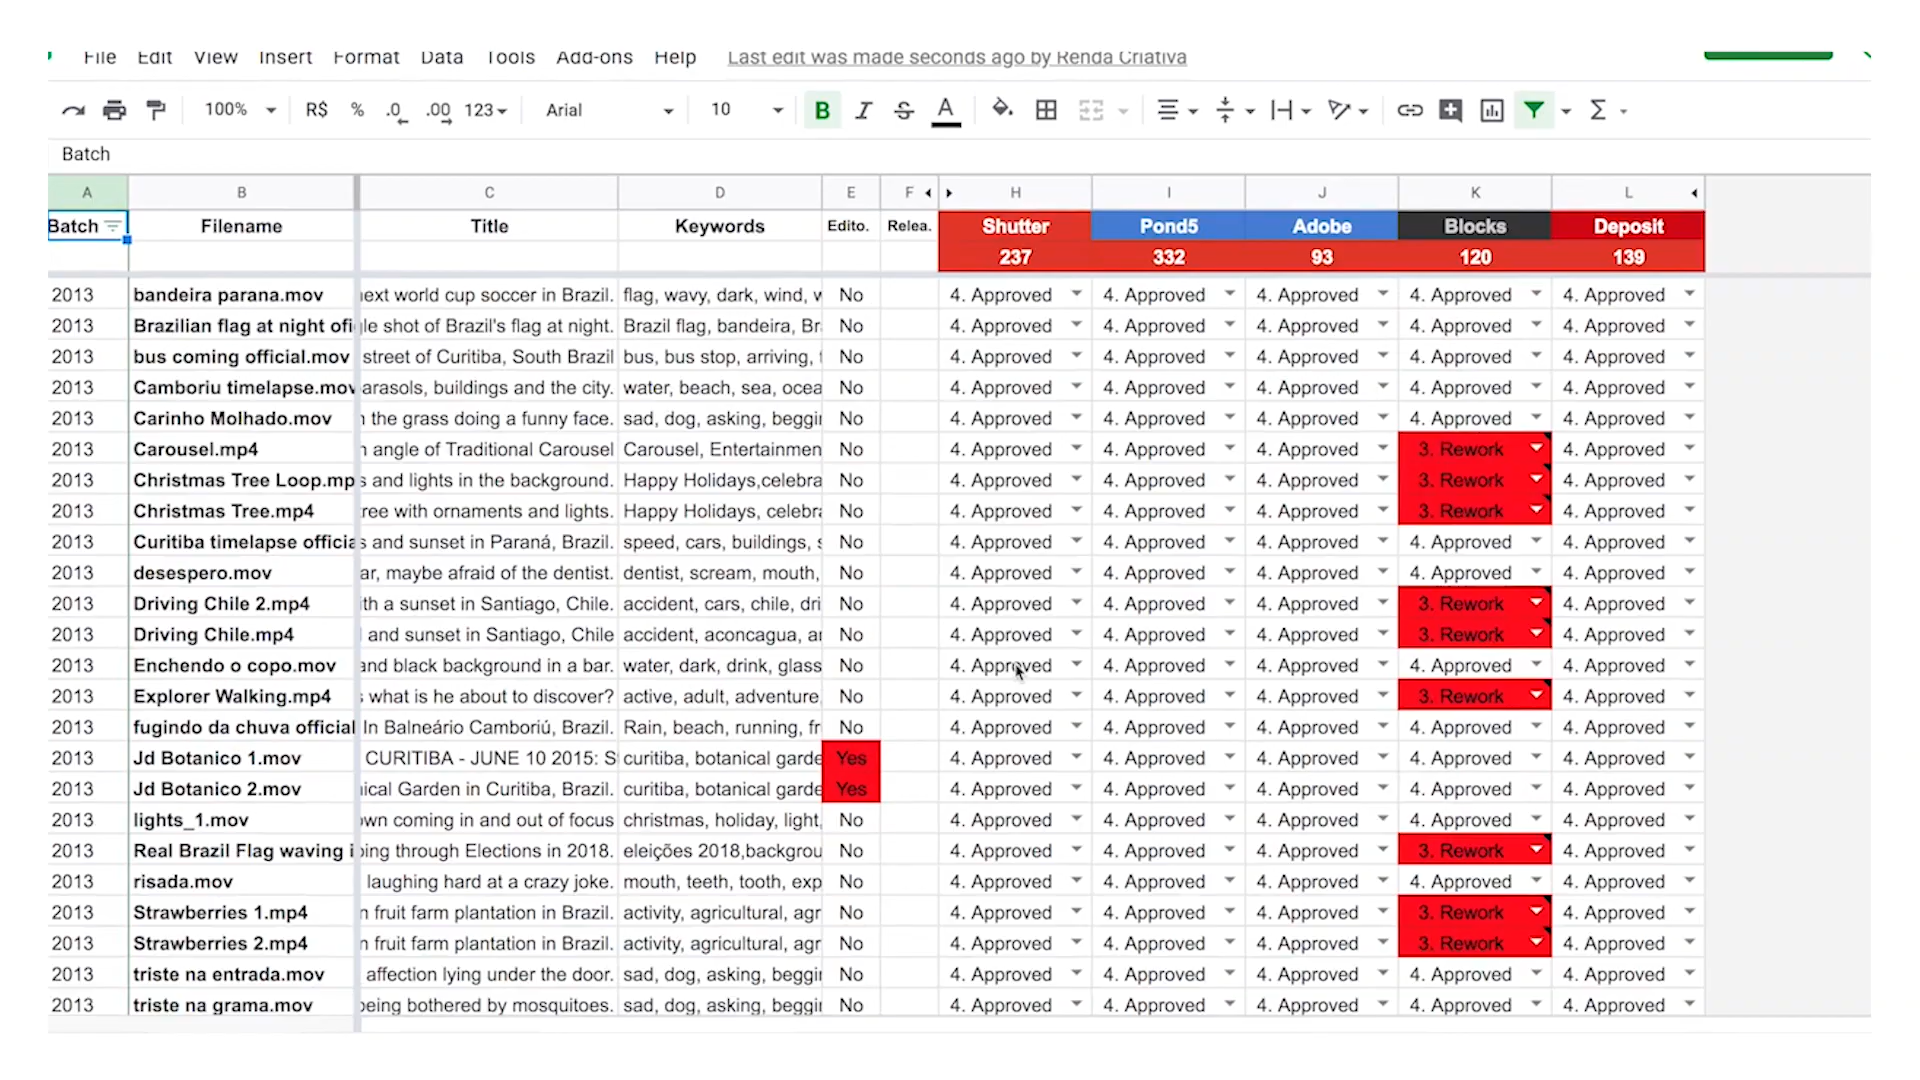 File Edit View Insert Format Data Tools Add-ons Help Last edit was made seconds ago by Renda Criativa
100% R$ % .0 .00 123 Arial 10 B I S A Σ
Batch
A B C D E F H I J K L
Batch Filename Title Keywords Edito. Relea. Shutter Pond5 Adobe Blocks Deposit
237 332 93 120 139
2013 bandeira parana.mov next world cup soccer in Brazil. flag, wavy, dark, wind, No 4. Approved 4. Approved 4. Approved 4. Approved 4. Approved
2013 Brazilian flag at night ofi gle shot of Brazil's flag at night. Brazil flag, bandeira, Br No 4. Approved 4. Approved 4. Approved 4. Approved 4. Approved
2013 bus coming official.mov street of Curitiba, South Brazil bus, bus stop, arriving, No 4. Approved 4. Approved 4. Approved 4. Approved 4. Approved
2013 Camboriu timelapse.mov arasols, buildings and the city. water, beach, sea, ocea No 4. Approved 4. Approved 4. Approved 4. Approved 4. Approved
2013 Carinho Molhado.mov the grass doing a funny face. sad, dog, asking, beggin No 4. Approved 4. Approved 4. Approved 4. Approved 4. Approved
2013 Carousel.mp4 angle of Traditional Carousel Carousel, Entertainmen No 4. Approved 4. Approved 4. Approved 3. Rework 4. Approved
2013 Christmas Tree Loop.mp s and lights in the background. Happy Holidays,celebra No 4. Approved 4. Approved 4. Approved 3. Rework 4. Approved
2013 Christmas Tree.mp4 ree with ornaments and lights. Happy Holidays, celebra No 4. Approved 4. Approved 4. Approved 3. Rework 4. Approved
2013 Curitiba timelapse officia s and sunset in Paraná, Brazil. speed, cars, buildings, s No 4. Approved 4. Approved 4. Approved 4. Approved 4. Approved
2013 desespero.mov ar, maybe afraid of the dentist. dentist, scream, mouth, No 4. Approved 4. Approved 4. Approved 4. Approved 4. Approved
2013 Driving Chile 2.mp4 ith a sunset in Santiago, Chile. accident, cars, chile, dri No 4. Approved 4. Approved 4. Approved 3. Rework 4. Approved
2013 Driving Chile.mp4 and sunset in Santiago, Chile accident, aconcagua, ar No 4. Approved 4. Approved 4. Approved 3. Rework 4. Approved
2013 Enchendo o copo.mov and black background in a bar. water, dark, drink, glass No 4. Approved 4. Approved 4. Approved 4. Approved 4. Approved
2013 Explorer Walking.mp4 s what is he about to discover? active, adult, adventure, No 4. Approved 4. Approved 4. Approved 3. Rework 4. Approved
2013 fugindo da chuva official In Balneário Camboriú, Brazil. Rain, beach, running, fr No 4. Approved 4. Approved 4. Approved 4. Approved 4. Approved
2013 Jd Botanico 1.mov CURITIBA - JUNE 10 2015: S curitiba, botanical garde Yes 4. Approved 4. Approved 4. Approved 4. Approved 4. Approved
2013 Jd Botanico 2.mov ical Garden in Curitiba, Brazil. curitiba, botanical garde Yes 4. Approved 4. Approved 4. Approved 4. Approved 4. Approved
2013 lights_1.mov own coming in and out of focus christmas, holiday, light, No 4. Approved 4. Approved 4. Approved 4. Approved 4. Approved
2013 Real Brazil Flag waving i ing through Elections in 2018. eleições 2018,backgrou No 4. Approved 4. Approved 4. Approved 3. Rework 4. Approved
2013 risada.mov laughing hard at a crazy joke. mouth, teeth, tooth, exp No 4. Approved 4. Approved 4. Approved 4. Approved 4. Approved
2013 Strawberries 1.mp4 n fruit farm plantation in Brazil. activity, agricultural, agr No 4. Approved 4. Approved 4. Approved 3. Rework 4. Approved
2013 Strawberries 2.mp4 n fruit farm plantation in Brazil. activity, agricultural, agr No 4. Approved 4. Approved 4. Approved 3. Rework 4. Approved
2013 triste na entrada.mov affection lying under the door. sad, dog, asking, beggin No 4. Approved 4. Approved 4. Approved 4. Approved 4. Approved
2013 triste na grama.mov being bothered by mosquitoes. sad, dog, asking, beggin No 4. Approved 4. Approved 4. Approved 4. Approved 4. Approved